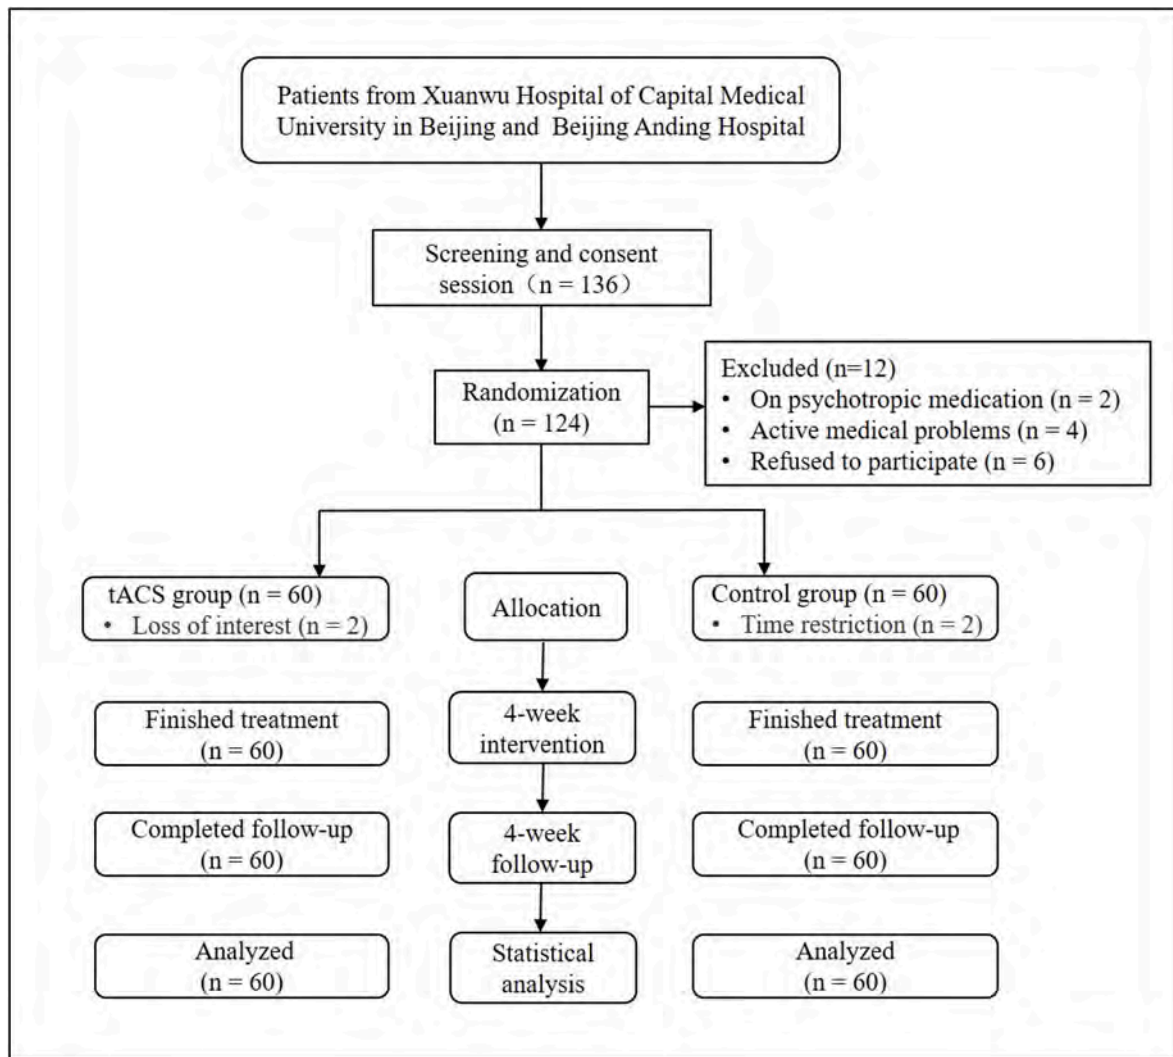 Patients from Xuanwu Hospital of Capital Medical
University in Beijing and Beijing Anding Hospital
Screening and consent
session（n = 136）
Randomization
(n = 124)
Excluded (n=12)
• On psychotropic medication (n = 2)
• Active medical problems (n = 4)
• Refused to participate (n = 6)
tACS group (n = 60)
• Loss of interest (n = 2)
Allocation
Control group (n = 60)
• Time restriction (n = 2)
Finished treatment
(n = 60)
4-week
intervention
Finished treatment
(n = 60)
Completed follow-up
(n = 60)
4-week
follow-up
Completed follow-up
(n = 60)
Analyzed
(n = 60)
Statistical
analysis
Analyzed
(n = 60)